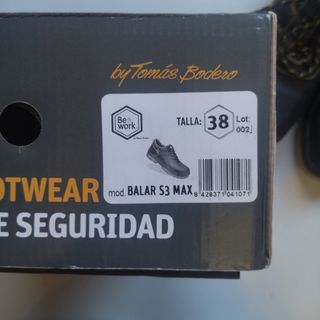 by Tomás Bodero
Be
work
TALLA: 38 Lot:
002
mod. BALAR S3 MAX
8 428371 041071
OTWEAR
E SEGURIDAD